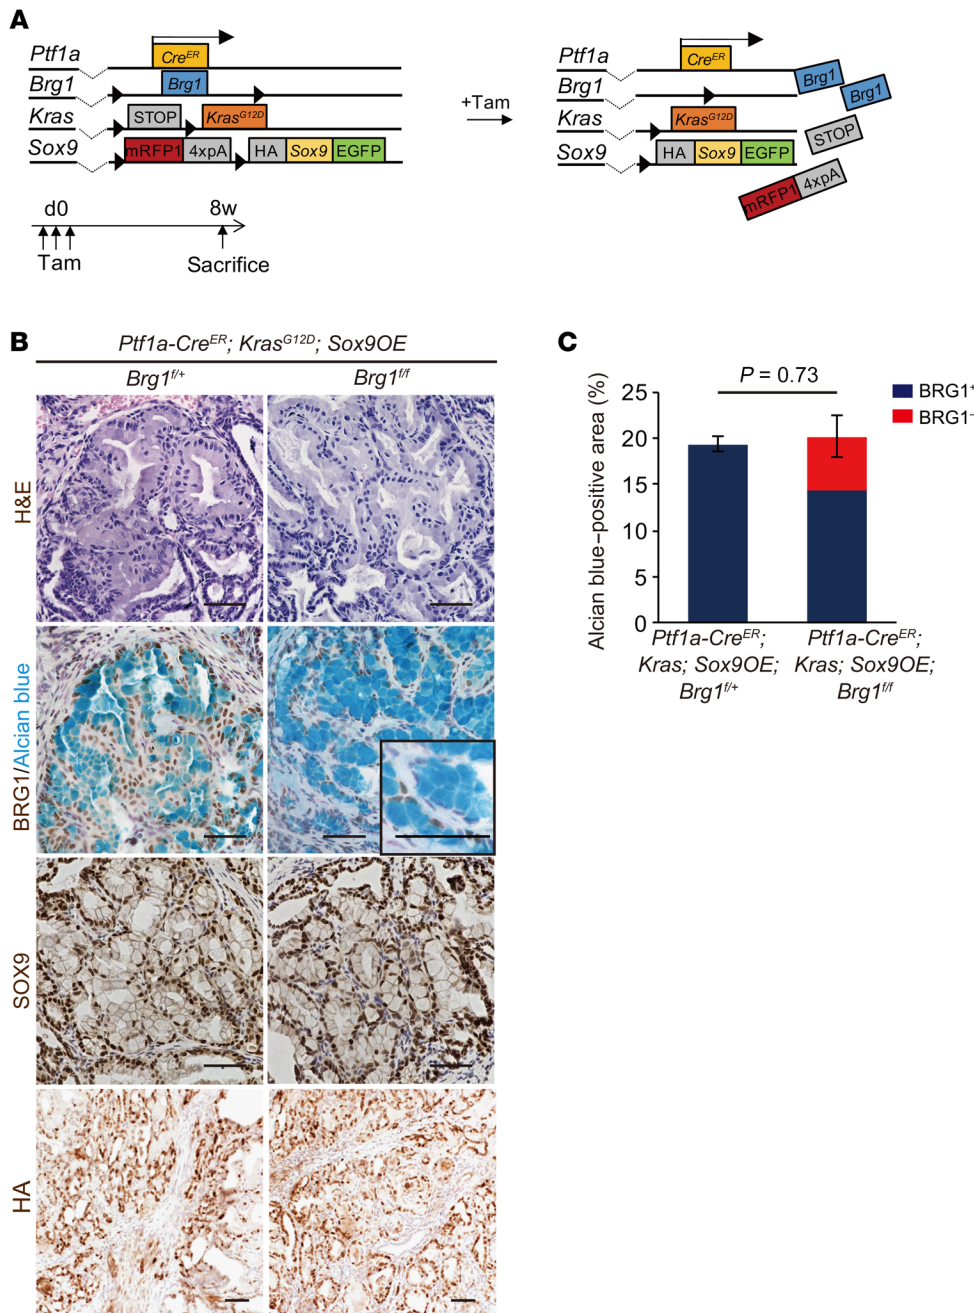 A
Ptf1a
CreER
Brg1
Brg1
Kras
STOP
KrasG12D
Sox9
mRFP1
4xpA
HA
Sox9
EGFP
+Tam
Ptf1a
CreER
Brg1
Kras
KrasG12D
Sox9
HA
Sox9
EGFP
Brg1
Brg1
STOP
mRFP1
4xpA
d0
8w
Tam
Sacrifice
B
Ptf1a-CreER; KrasG12D; Sox9OE
Brg1f/+
Brg1f/f
H&E
BRG1/Alcian blue
SOX9
HA
C
P = 0.73
BRG1+
BRG1–
Alcian blue–positive area (%)
25
20
15
10
5
0
Ptf1a-CreER;
Kras; Sox9OE;
Brg1f/+
Ptf1a-CreER;
Kras; Sox9OE;
Brg1f/f